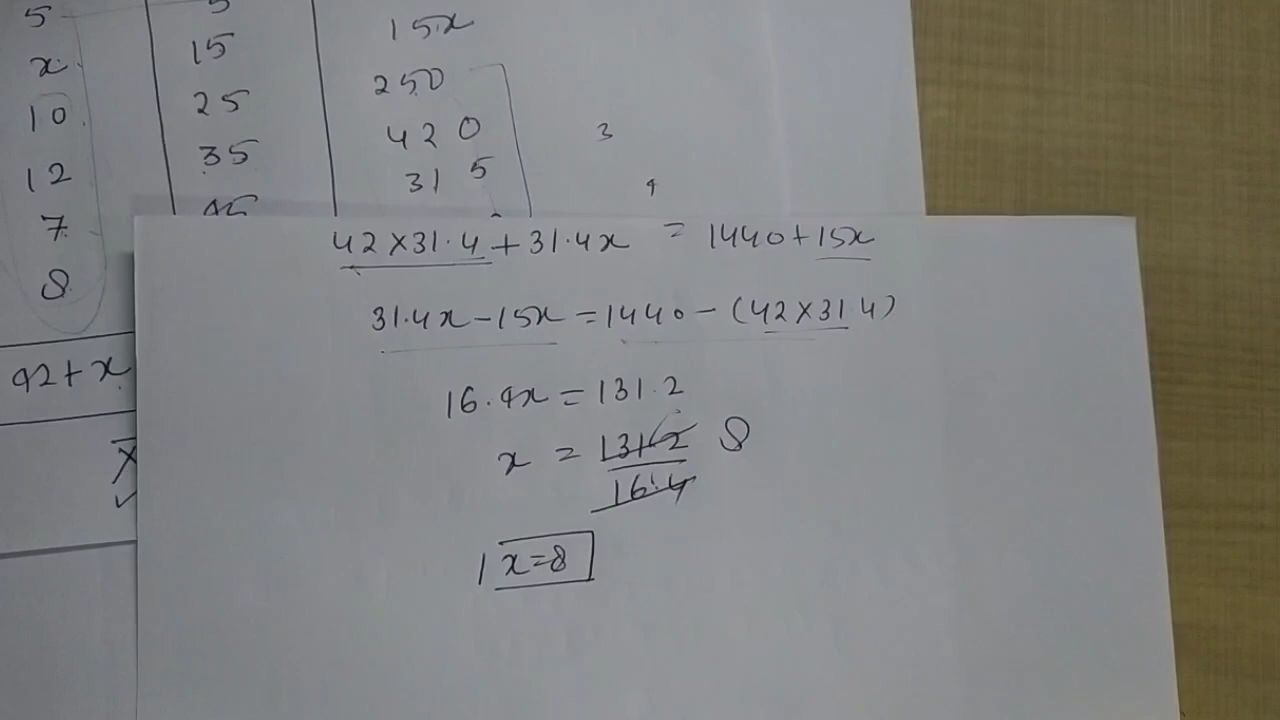 5 5 15x
x 15 250
10 25 420
12 35 315
7 45
8
42+x
3
4
42×31.4+31.4x = 1440+15x
31.4x-15x=1440-(42×31 4)
16.4x=131.2
x = 131.2/16.4 8
x=8